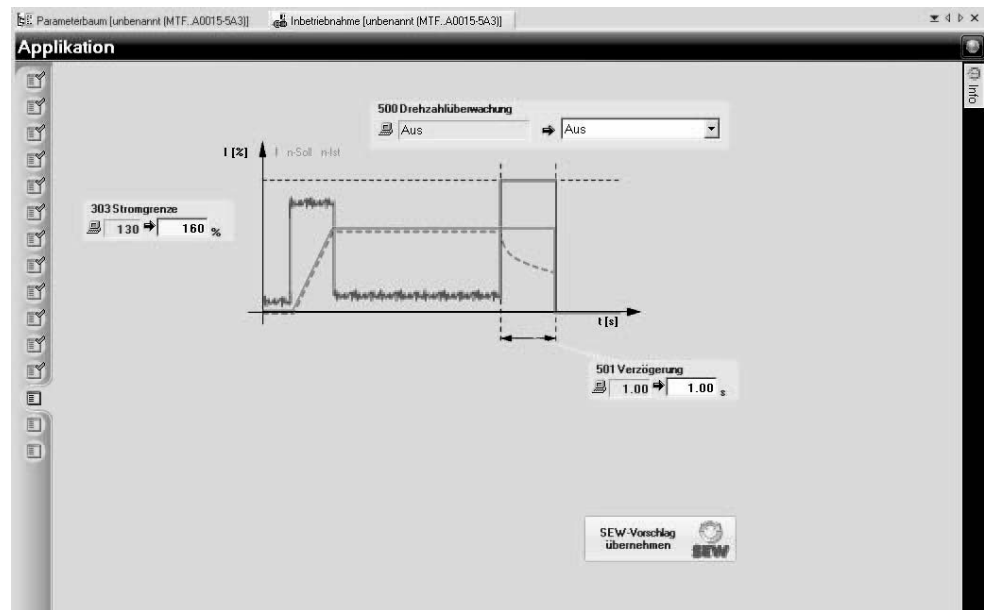 Parameterbaum [unbenannt (MTF..A0015-5A3)]
Inbetriebnahme [unbenannt (MTF..A0015-5A3)]
Applikation
Info
500 Drehzahlüberwachung
Aus
Aus
I [%]
I n-Soll n-Ist
303 Stromgrenze
130 160 %
t [s]
501 Verzögerung
1.00 1.00 s
SEW-Vorschlag
übernehmen
SEW